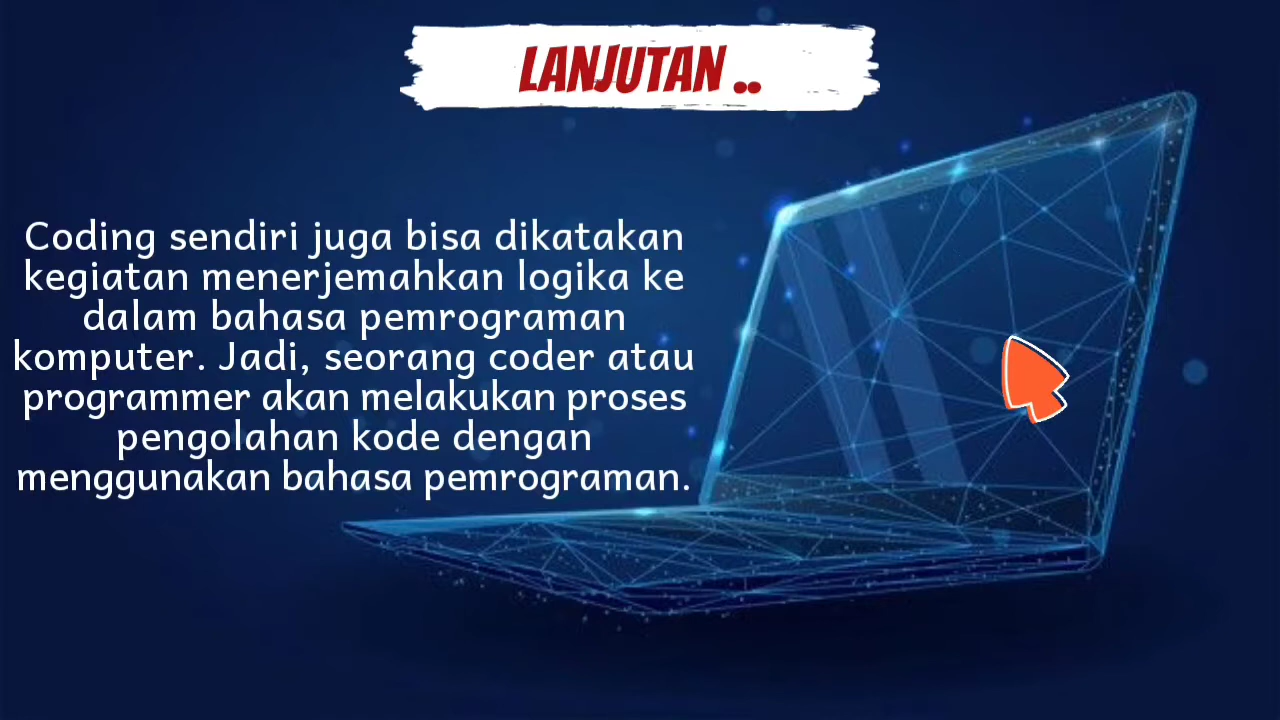 LANJUTAN ..
Coding sendiri juga bisa dikatakan
kegiatan menerjemahkan logika ke
dalam bahasa pemrograman
komputer. Jadi, seorang coder atau
programmer akan melakukan proses
pengolahan kode dengan
menggunakan bahasa pemrograman.